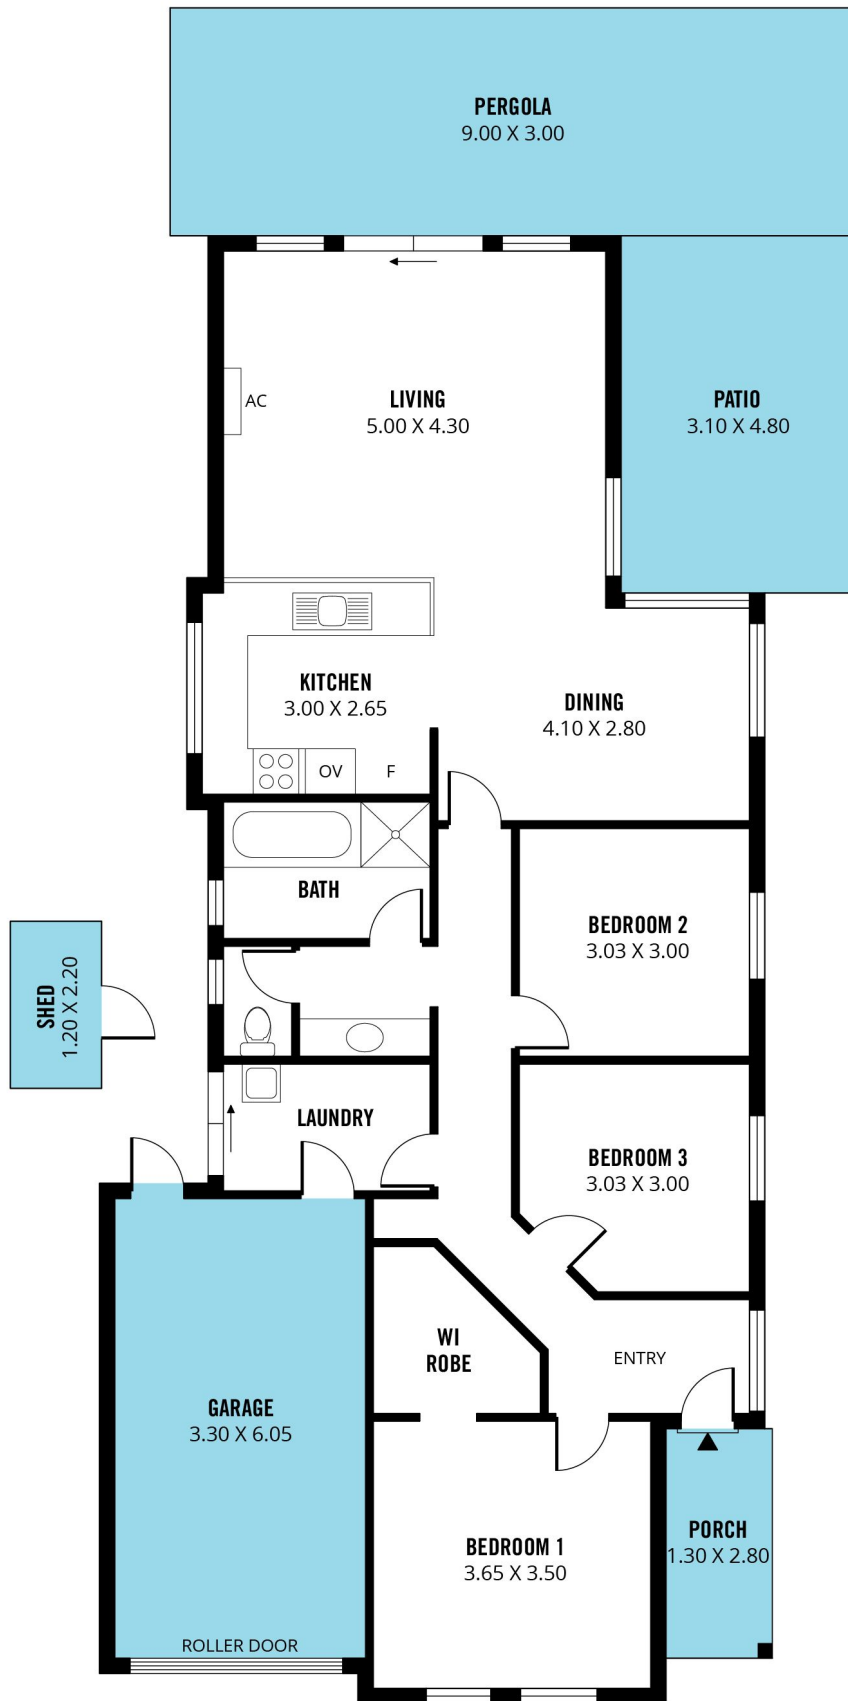 PERGOLA
9.00 X 3.00
LIVING
5.00 X 4.30
AC
PATIO
3.10 X 4.80
KITCHEN
3.00 X 2.65
DINING
4.10 X 2.80
OV
F
BATH
BEDROOM 2
3.03 X 3.00
SHED
1.20 X 2.20
LAUNDRY
BEDROOM 3
3.03 X 3.00
WI
ROBE
ENTRY
GARAGE
3.30 X 6.05
BEDROOM 1
3.65 X 3.50
PORCH
1.30 X 2.80
ROLLER DOOR